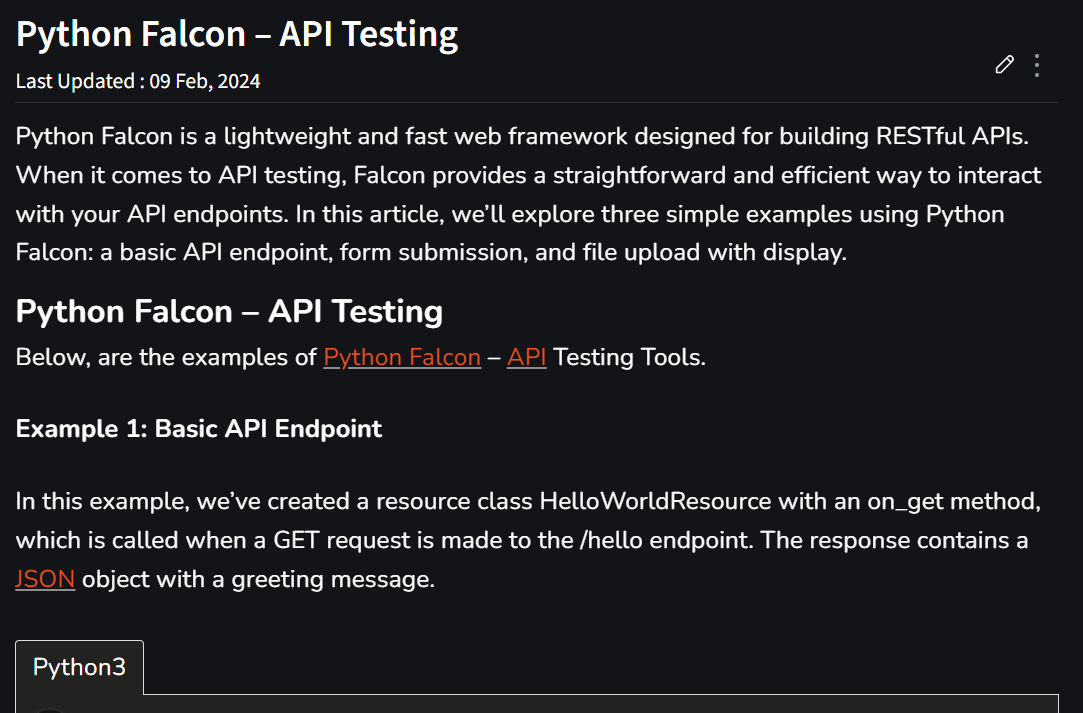 Python Falcon – API Testing
Last Updated : 09 Feb, 2024
Python Falcon is a lightweight and fast web framework designed for building RESTful APIs.
When it comes to API testing, Falcon provides a straightforward and efficient way to interact
with your API endpoints. In this article, we’ll explore three simple examples using Python
Falcon: a basic API endpoint, form submission, and file upload with display.
Python Falcon – API Testing
Below, are the examples of Python Falcon – API Testing Tools.
Example 1: Basic API Endpoint
In this example, we’ve created a resource class HelloWorldResource with an on_get method,
which is called when a GET request is made to the /hello endpoint. The response contains a
JSON object with a greeting message.
Python3